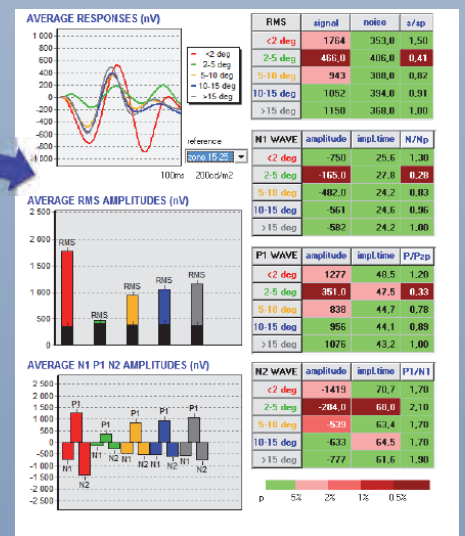 AVERAGE RESPONSES (nV)
1 000
800
600
400
200
0
-200
-400
-600
-800
000
<2 deg
2-5 deg
5-10 deg
10-15 deg
>15 deg
reference
zone 15-25
100ms 200cd/m2
RMS signal noise s/sp
<2 deg 1764 353,0 1,50
2-5 deg 466,0 406,0 0,41
5-10 deg 943 388,0 0,82
10-15 deg 1052 394,0 0,91
>15 deg 1150 368,0 1,00
N1 WAVE amplitude impl.time N/Np
<2 deg -750 25,6 1,30
2-5 deg -165,0 27,8 0,28
5-10 deg -482,0 24,2 0,83
10-15 deg -561 24,6 0,96
>15 deg -582 24,2 1,00
AVERAGE RMS AMPLITUDES (nV)
2 500
2 000
1 500
1 000
500
0
RMS
RMS
RMS
RMS
RMS
P1 WAVE amplitude impl.time P/Pzp
<2 deg 1277 48,5 1,20
2-5 deg 351,0 47,5 0,33
5-10 deg 838 44,7 0,78
10-15 deg 956 44,1 0,89
>15 deg 1076 43,2 1,00
AVERAGE N1 P1 N2 AMPLITUDES (nV)
2 500
2 000
1 500
1 000
500
0
-500
-1 000
-1 500
-2 000
-2 500
P1 P1 P1 P1 P1
N1 N2 N1 N2 N1 N2 N1 N2 N1 N2
N2 WAVE amplitude impl.time P1/N1
<2 deg -1419 70,7 1,70
2-5 deg -284,0 68,0 2,10
5-10 deg -539 63,4 1,70
10-15 deg -633 64,5 1,70
>15 deg -777 61,6 1,90
p 5% 2% 1% 0.5%